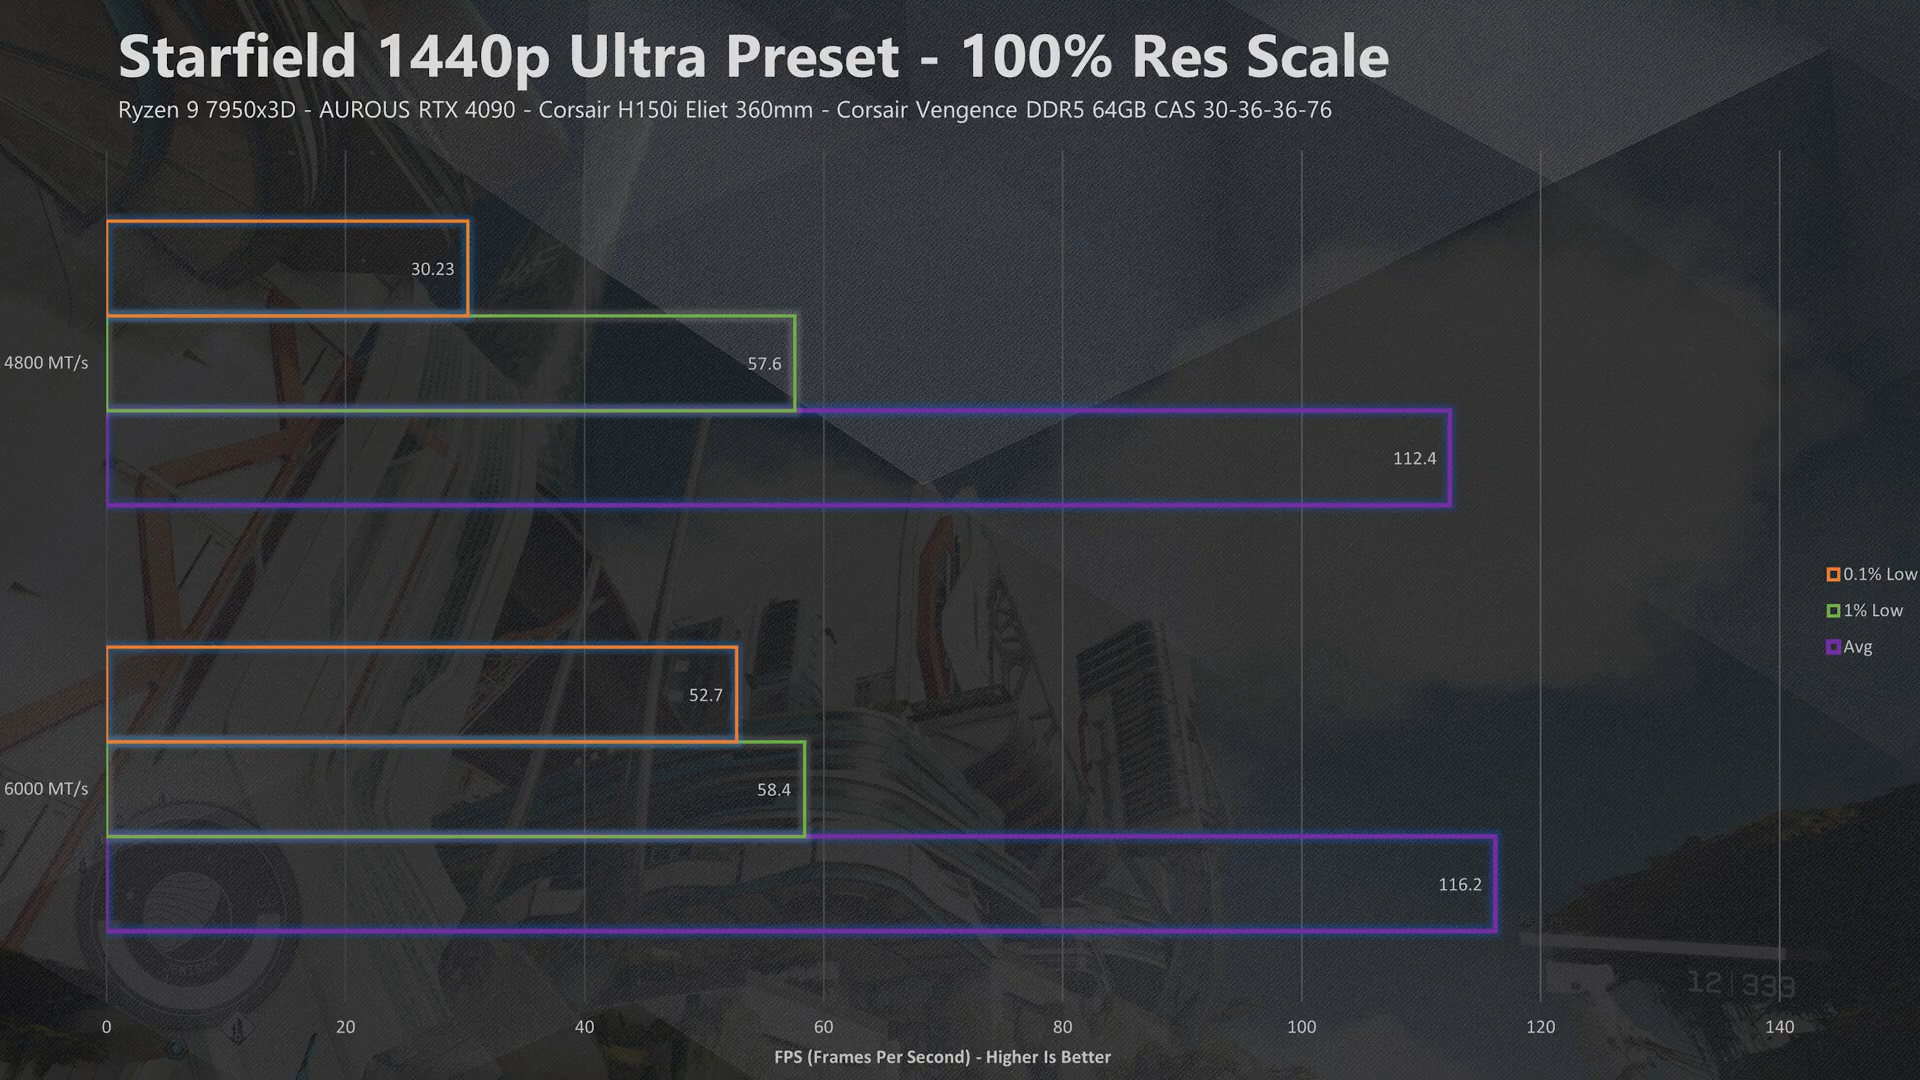 Starfield 1440p Ultra Preset - 100% Res Scale
Ryzen 9 7950x3D - AUROUS RTX 4090 - Corsair H150i Eliet 360mm - Corsair Vengence DDR5 64GB CAS 30-36-36-76
30.23
4800 MT/s
57.6
112.4
0.1% Low
1% Low
Avg
52.7
6000 MT/s
58.4
116.2
12 | 333
0 20 40 60 80 100 120 140
FPS (Frames Per Second) - Higher Is Better